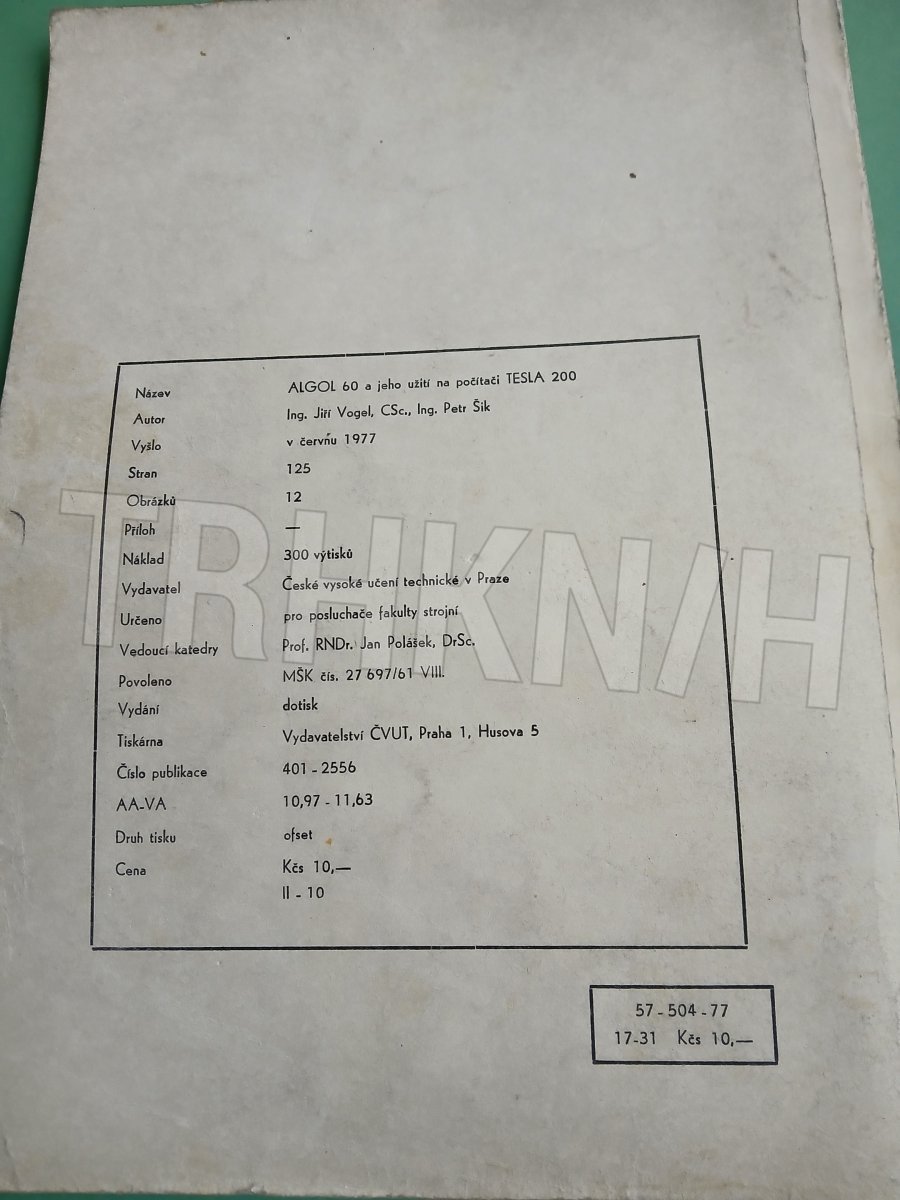 Název ALGOL 60 a jeho užití na počítači TESLA 200
Autor Ing. Jiří Vogel, CSc., Ing. Petr Šik
Vyšlo v červnu 1977
Stran 125
Obrázků 12
Příloh —
Náklad 300 výtisků
Vydavatel České vysoké učení technické v Praze
Určeno pro posluchače fakulty strojní
Vedoucí katedry Prof. RNDr. Jan Polášek, DrSc.
Povoleno MŠK čís. 27 697/61 VIII.
Vydání dotisk
Tiskárna Vydavatelství ČVUT, Praha 1, Husova 5
Číslo publikace 401 - 2556
AA-VA 10,97 - 11,63
Druh tisku ofset
Cena Kčs 10,—
II - 10
57 - 504 - 77
17-31 Kčs 10,—
TRHKNIH